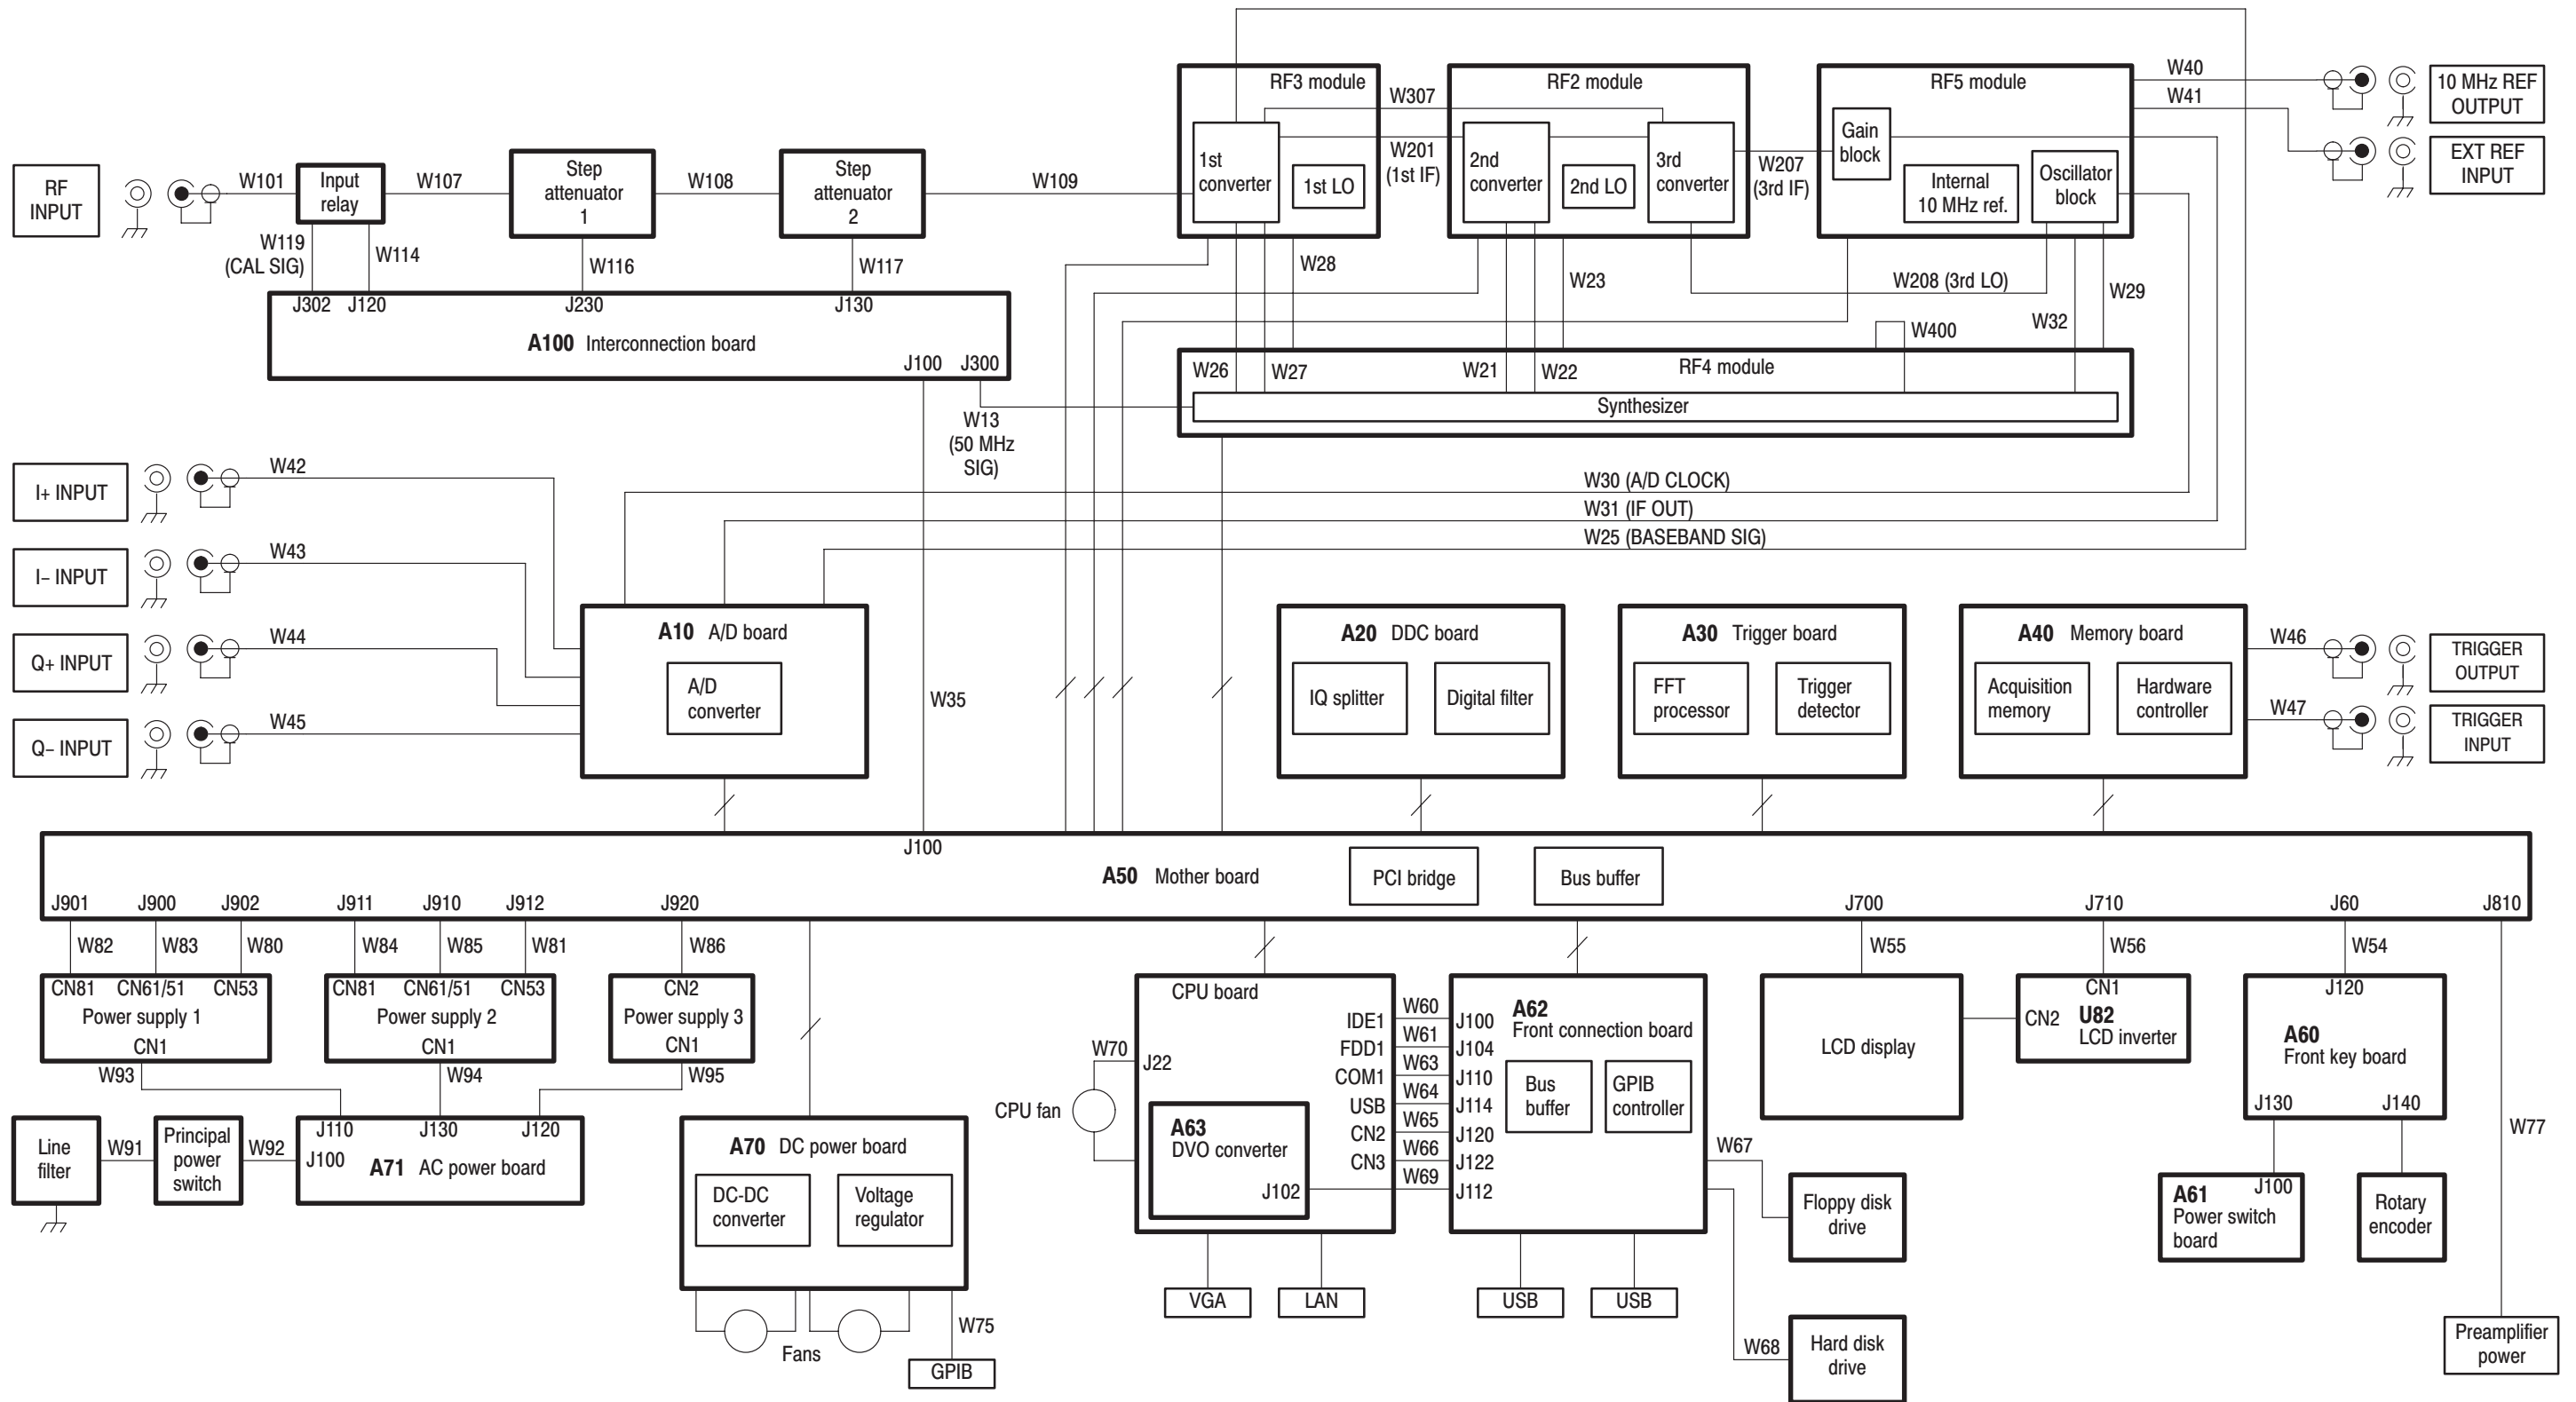 RF3 module
RF2 module
RF5 module
W40
10 MHz REF
OUTPUT
W41
W307
1st
converter
1st LO
W201
(1st IF)
2nd
converter
2nd LO
3rd
converter
W207
(3rd IF)
Gain
block
Internal
10 MHz ref.
Oscillator
block
EXT REF
INPUT
RF
INPUT
W101
Input
relay
W107
Step
attenuator
1
W108
Step
attenuator
2
W109
W119
(CAL SIG)
W114
W116
W117
W28
W23
W208 (3rd LO)
W29
W32
W400
J302
J120
J230
J130
A100 Interconnection board
J100
J300
W26
W27
W21
W22
RF4 module
Synthesizer
W13
(50 MHz
SIG)
I+ INPUT
W42
W30 (A/D CLOCK)
W31 (IF OUT)
W25 (BASEBAND SIG)
I– INPUT
W43
Q+ INPUT
W44
Q– INPUT
W45
A10 A/D board
A/D
converter
W35
A20 DDC board
IQ splitter
Digital filter
A30 Trigger board
FFT
processor
Trigger
detector
A40 Memory board
Acquisition
memory
Hardware
controller
W46
TRIGGER
OUTPUT
W47
TRIGGER
INPUT
J100
A50 Mother board
PCI bridge
Bus buffer
J901
J900
J902
J911
J910
J912
J920
J700
J710
J60
J810
W82
W83
W80
W84
W85
W81
W86
W55
W56
W54
CN81
CN61/51
CN53
Power supply 1
CN1
CN81
CN61/51
CN53
Power supply 2
CN1
CN2
Power supply 3
CN1
W93
W94
W95
Line
filter
W91
Principal
power
switch
W92
J110
J130
J120
J100
A71 AC power board
A70 DC power board
DC-DC
converter
Voltage
regulator
Fans
W75
GPIB
CPU board
W70
J22
CPU fan
IDE1
FDD1
COM1
USB
CN2
CN3
W60
W61
W63
W64
W65
W66
W69
A63
DVO converter
J102
VGA
LAN
A62
Front connection board
J100
J104
J110
J114
J120
J122
J112
Bus
buffer
GPIB
controller
USB
USB
W67
Floppy disk
drive
W68
Hard disk
drive
LCD display
CN1
CN2
U82
LCD inverter
J120
A60
Front key board
J130
J140
J100
A61
Power switch
board
Rotary
encoder
W77
Preamplifier
power